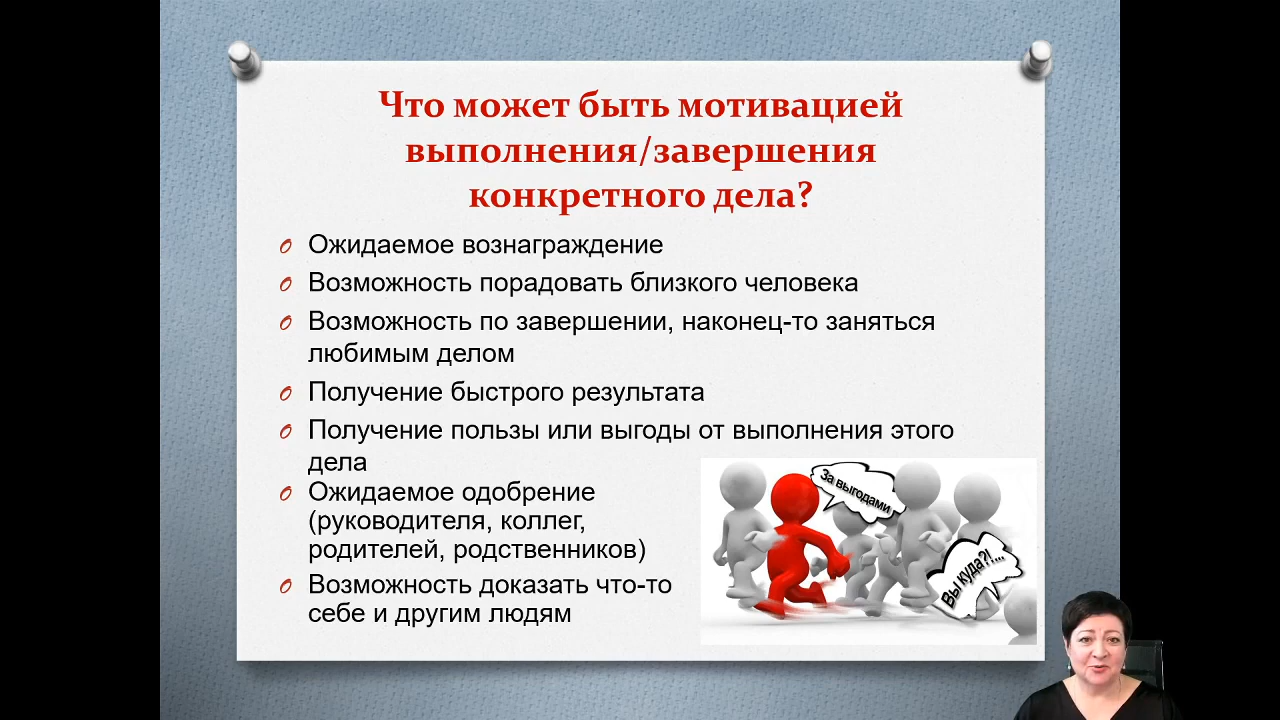 Что может быть мотивацией
выполнения/завершения
конкретного дела?
Ожидаемое вознаграждение
Возможность порадовать близкого человека
Возможность по завершении, наконец-то заняться
любимым делом
Получение быстрого результата
Получение пользы или выгоды от выполнения этого
дела
Ожидаемое одобрение
(руководителя, коллег,
родителей, родственников)
Возможность доказать что-то
себе и другим людям
За выгодами
Вы куда?!...